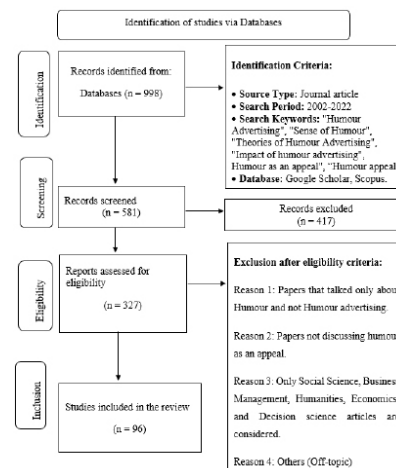 Identification of studies via Databases
Identification
Records identified from:
Databases (n = 998)
Identification Criteria:
• Source Type: Journal article
• Search Period: 2002-2022
• Search Keywords: "Humour
Advertising", "Sense of Humour",
"Theories of Humour Advertising",
"Impact of humour advertising",
Humour as an appeal", "Humour appeal
• Database: Google Scholar, Scopus.
Screening
Records screened
(n = 581)
Records excluded
(n = 417)
Eligibility
Reports assessed for
eligibility
(n = 327)
Exclusion after eligibility criteria:
Reason 1: Papers that talked only abou
Humour and not Humour advertising.
Reason 2: Papers not discussing humou
as an appeal.
Reason 3: Only Social Science, Busines
Management, Humanities, Economics
and Decision science articles are
considered.
Reason 4: Others (Off-topic)
Inclusion
Studies included in the review
(n = 96)